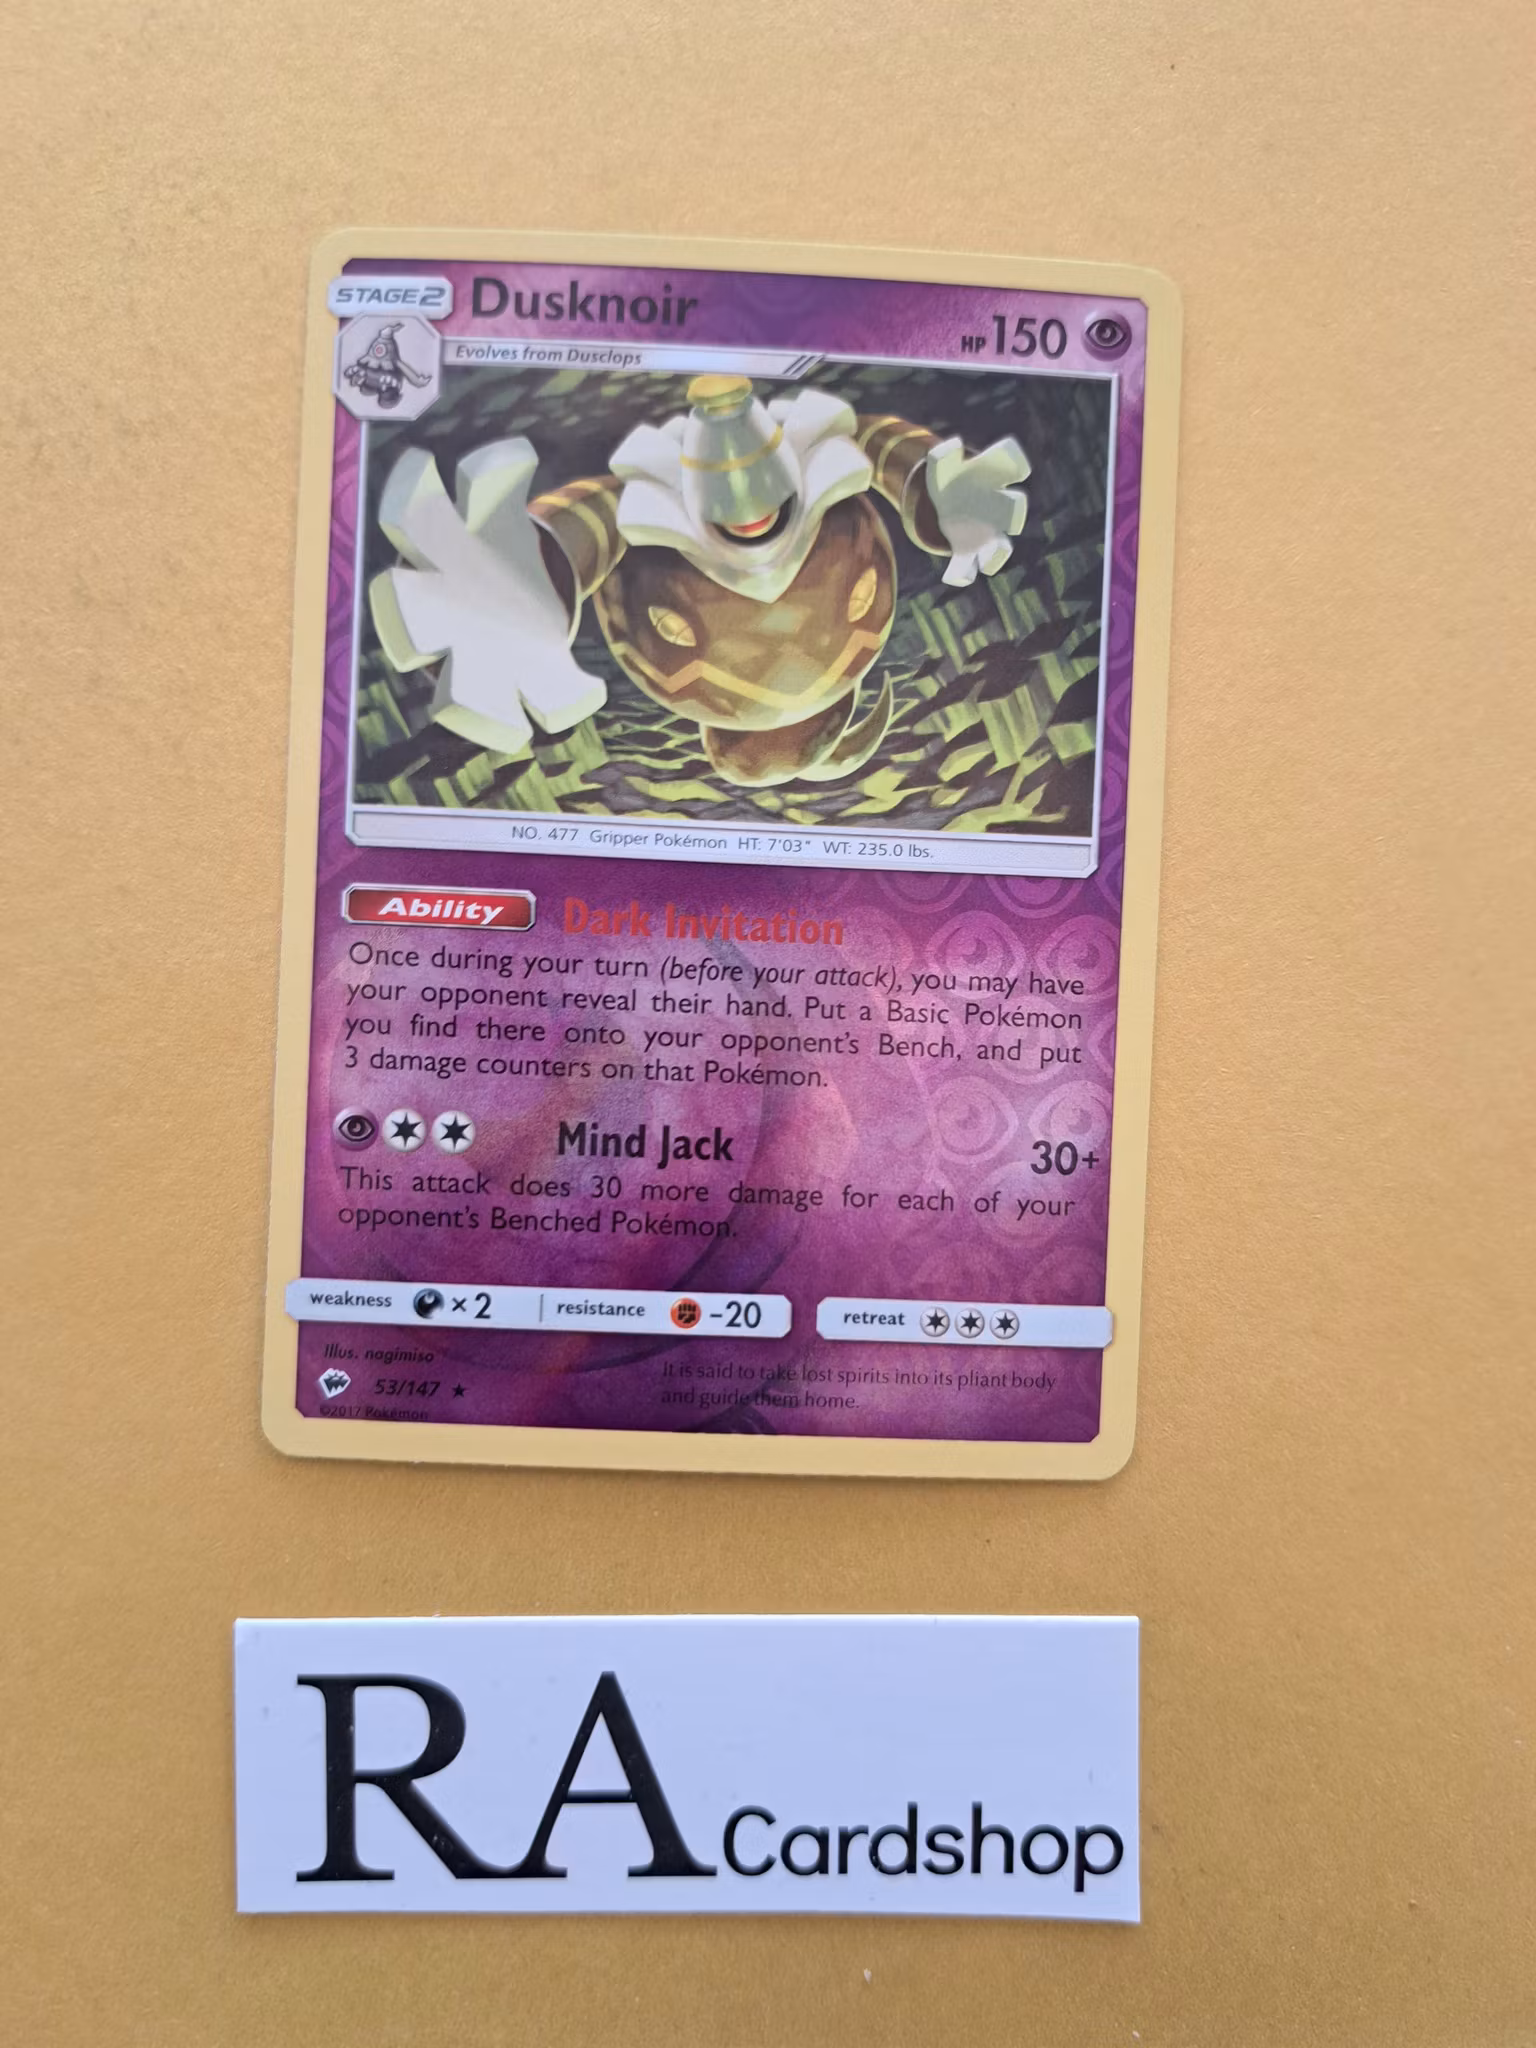 STAGE 2
Dusknoir
HP 150
Evolves from Dusclops
NO. 477 Gripper Pokémon HT: 7'03" WT: 235.0 lbs.
Ability Dark Invitation
Once during your turn (before your attack), you may have
your opponent reveal their hand. Put a Basic Pokémon
you find there onto your opponent's Bench, and put
3 damage counters on that Pokémon.
Mind Jack 30+
This attack does 30 more damage for each of your
opponent's Benched Pokémon.
weakness ×2 resistance -20 retreat
Illus. nagimiso
53/147 ★
©2017 Pokémon
It is said to take lost spirits into its pliant body
and guide them home.
RA Cardshop